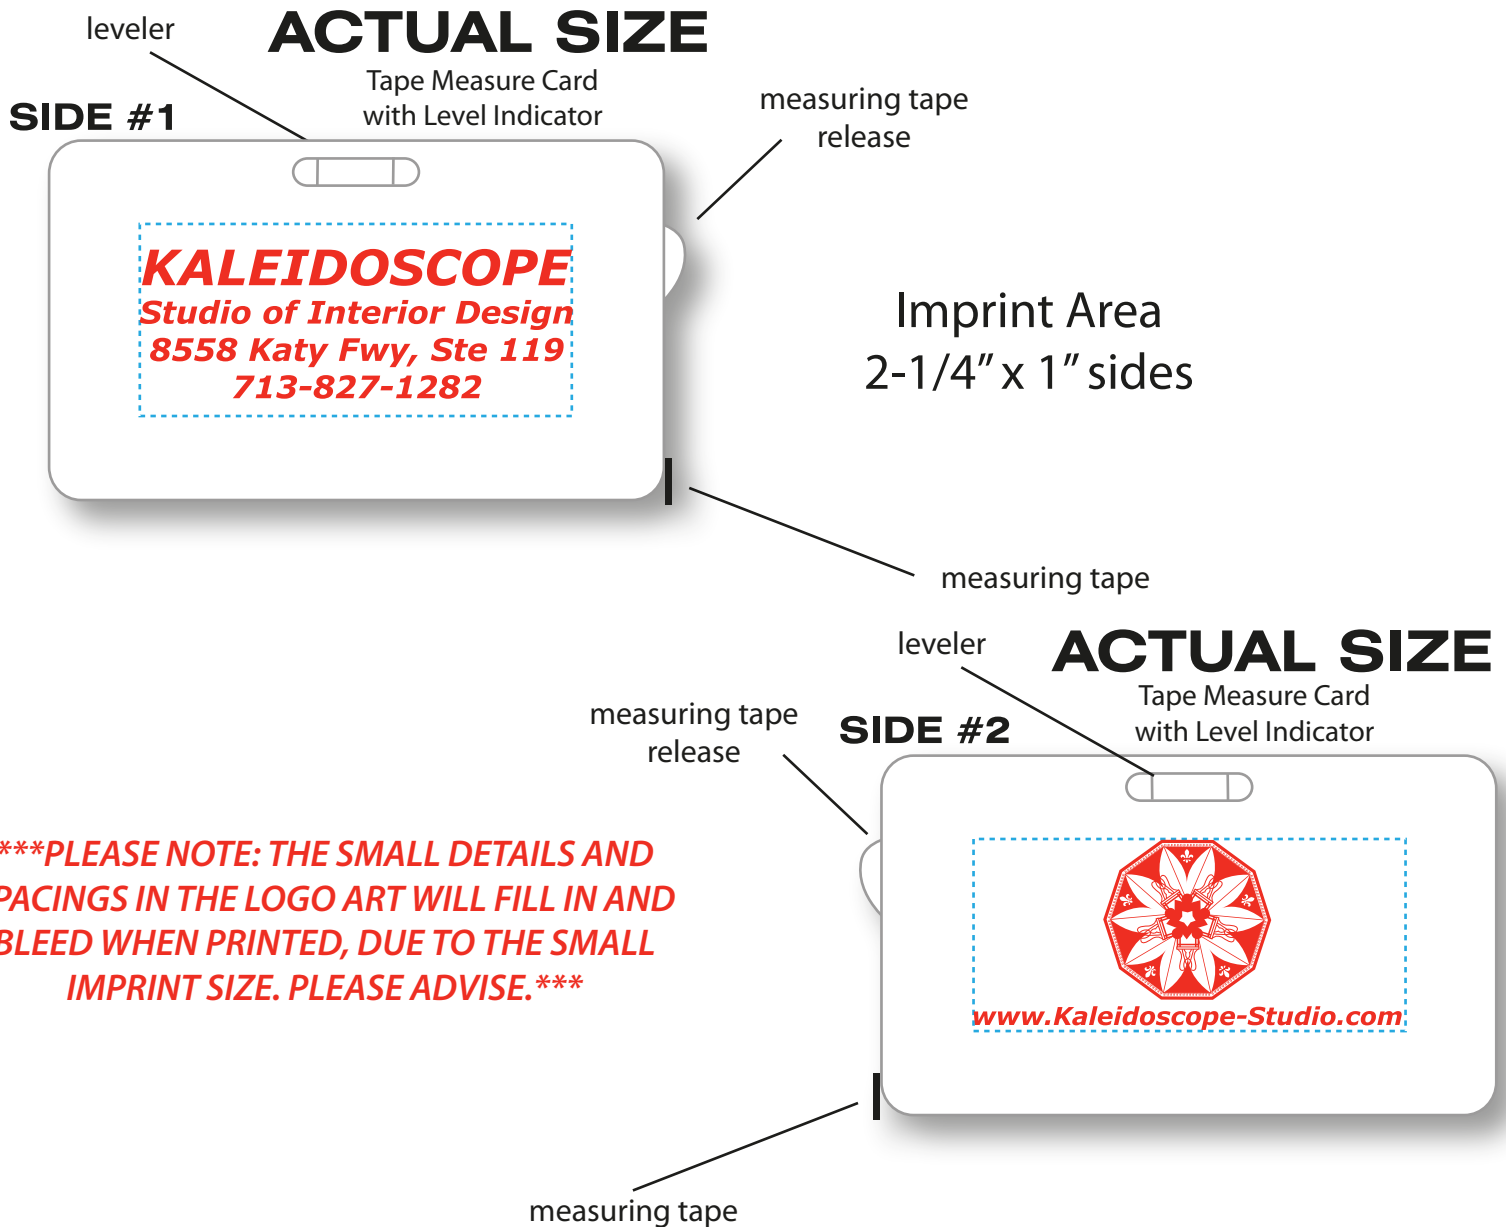 leveler
ACTUAL SIZE
Tape Measure Card
with Level Indicator
SIDE #1
measuring tape
release
KALEIDOSCOPE
Studio of Interior Design
8558 Katy Fwy, Ste 119
713-827-1282
Imprint Area
2-1/4” x 1” sides
measuring tape
leveler
ACTUAL SIZE
Tape Measure Card
with Level Indicator
measuring tape
release
SIDE #2
***PLEASE NOTE: THE SMALL DETAILS AND
PACINGS IN THE LOGO ART WILL FILL IN AND
BLEED WHEN PRINTED, DUE TO THE SMALL
IMPRINT SIZE. PLEASE ADVISE.***
www.Kaleidoscope-Studio.com
measuring tape